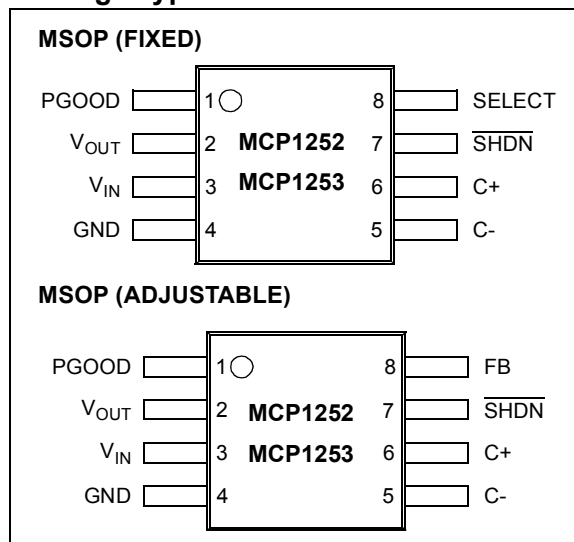 MSOP (FIXED)
PGOOD 1 8 SELECT
VOUT 2 MCP1252 7 SHDN
VIN 3 MCP1253 6 C+
GND 4 5 C-
MSOP (ADJUSTABLE)
PGOOD 1 8 FB
VOUT 2 MCP1252 7 SHDN
VIN 3 MCP1253 6 C+
GND 4 5 C-